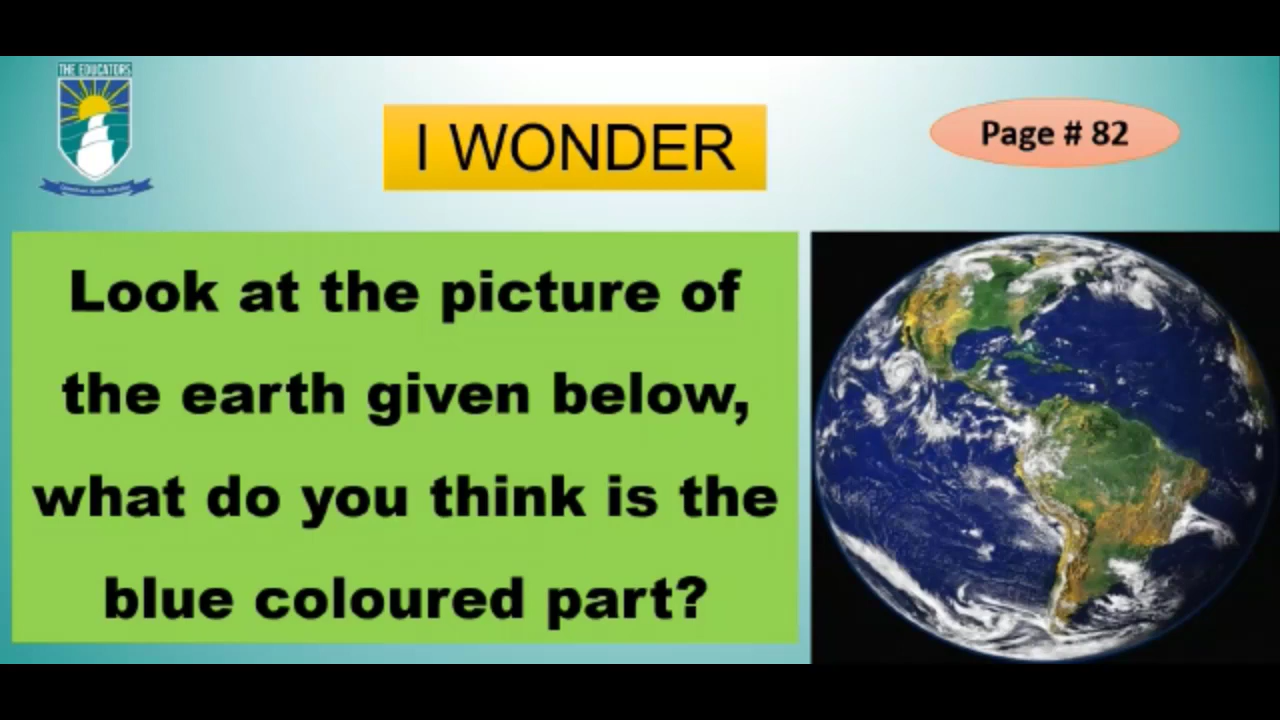 THE EDUCATORS
I WONDER
Page # 82
Look at the picture of
the earth given below,
what do you think is the
blue coloured part?